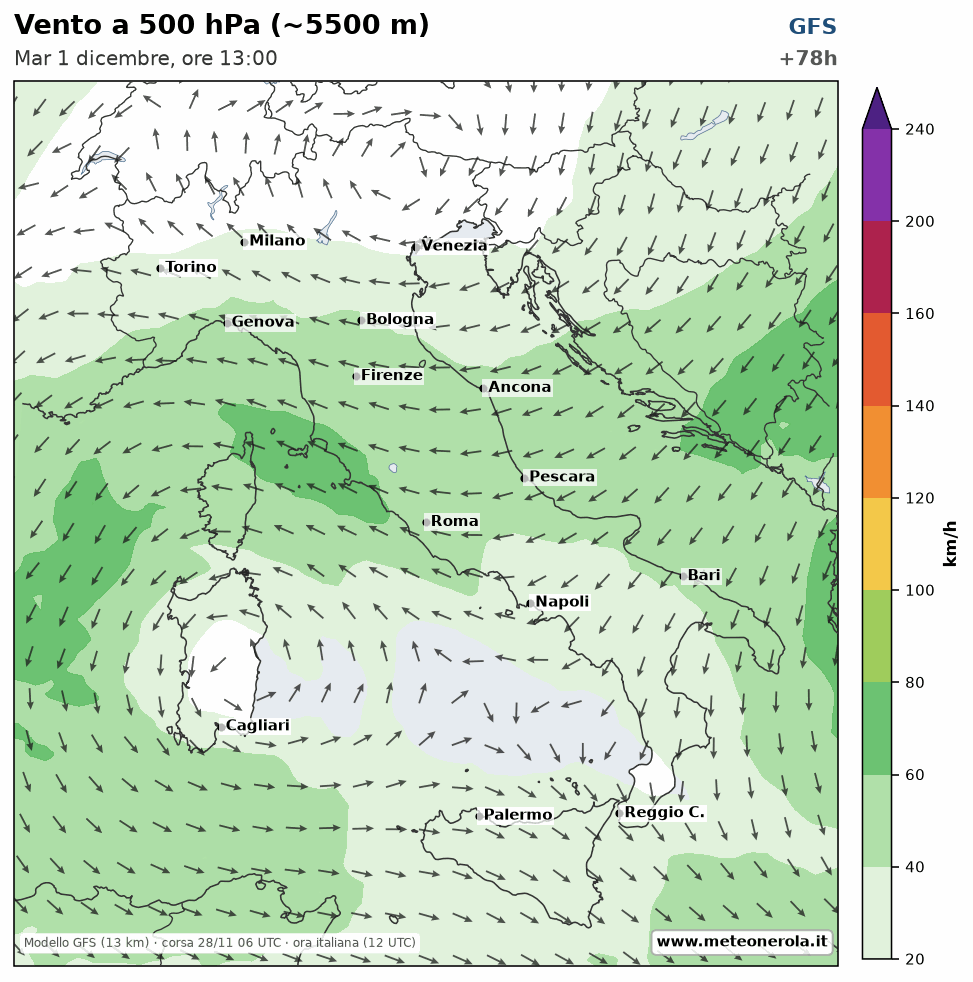 Vento a 500 hPa (~5500 m)
GFS
Mar 1 dicembre, ore 13:00
+78h
Milano
Venezia
Torino
Genova
Bologna
Firenze
Ancona
Pescara
Roma
Bari
Napoli
Cagliari
Palermo
Reggio C.
240
200
160
140
120
100
80
60
40
20
km/h
Modello GFS (13 km) · corsa 28/11 06 UTC · ora italiana (12 UTC)
www.meteonerola.it